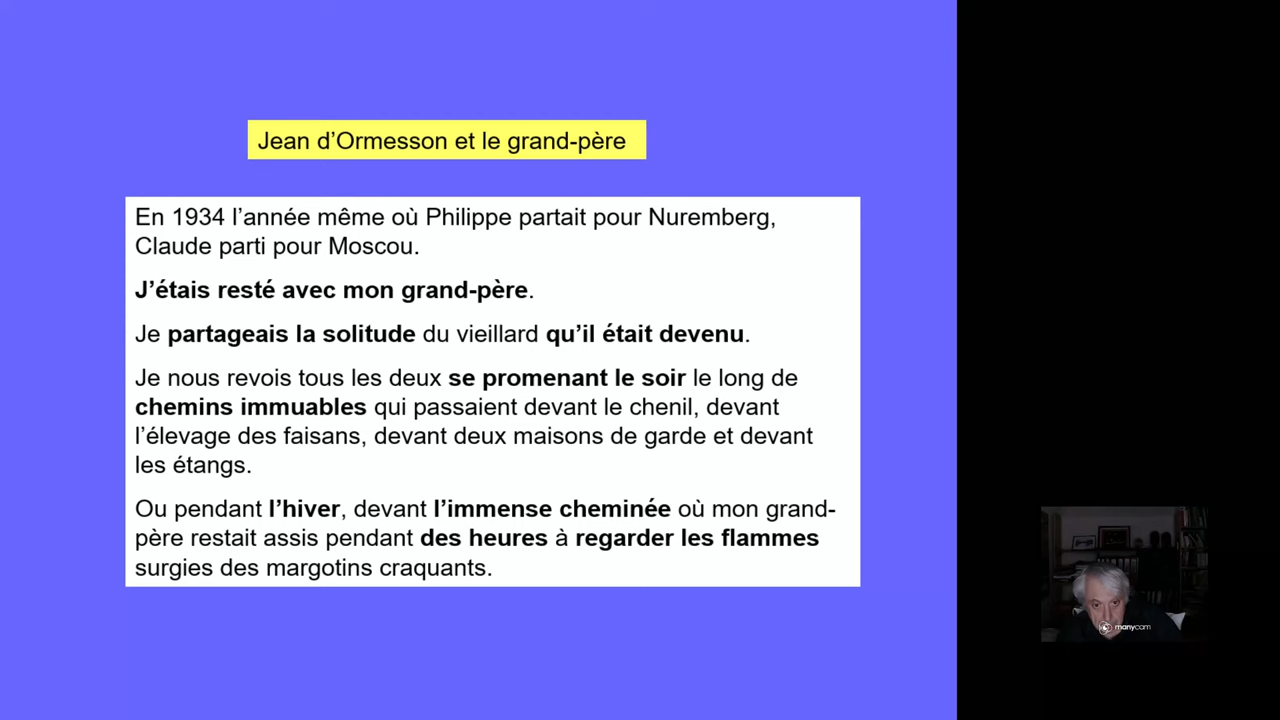 Jean d’Ormesson et le grand-père
En 1934 l’année même où Philippe partait pour Nuremberg,
Claude parti pour Moscou.
J’étais resté avec mon grand-père.
Je partageais la solitude du vieillard qu’il était devenu.
Je nous revois tous les deux se promenant le soir le long de
chemins immuables qui passaient devant le chenil, devant
l’élevage des faisans, devant deux maisons de garde et devant
les étangs.
Ou pendant l’hiver, devant l’immense cheminée où mon grand-
père restait assis pendant des heures à regarder les flammes
surgies des margotins craquants.
manycam